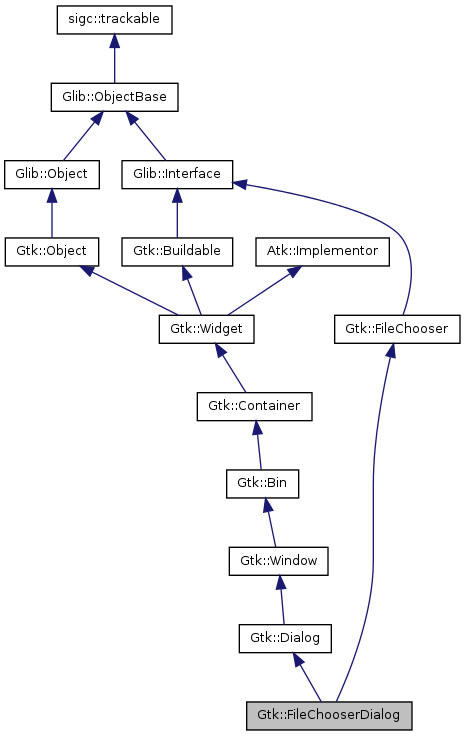 sigc::trackable
Glib::ObjectBase
Glib::Object
Glib::Interface
Gtk::Object
Gtk::Buildable
Atk::Implementor
Gtk::Widget
Gtk::FileChooser
Gtk::Container
Gtk::Bin
Gtk::Window
Gtk::Dialog
Gtk::FileChooserDialog